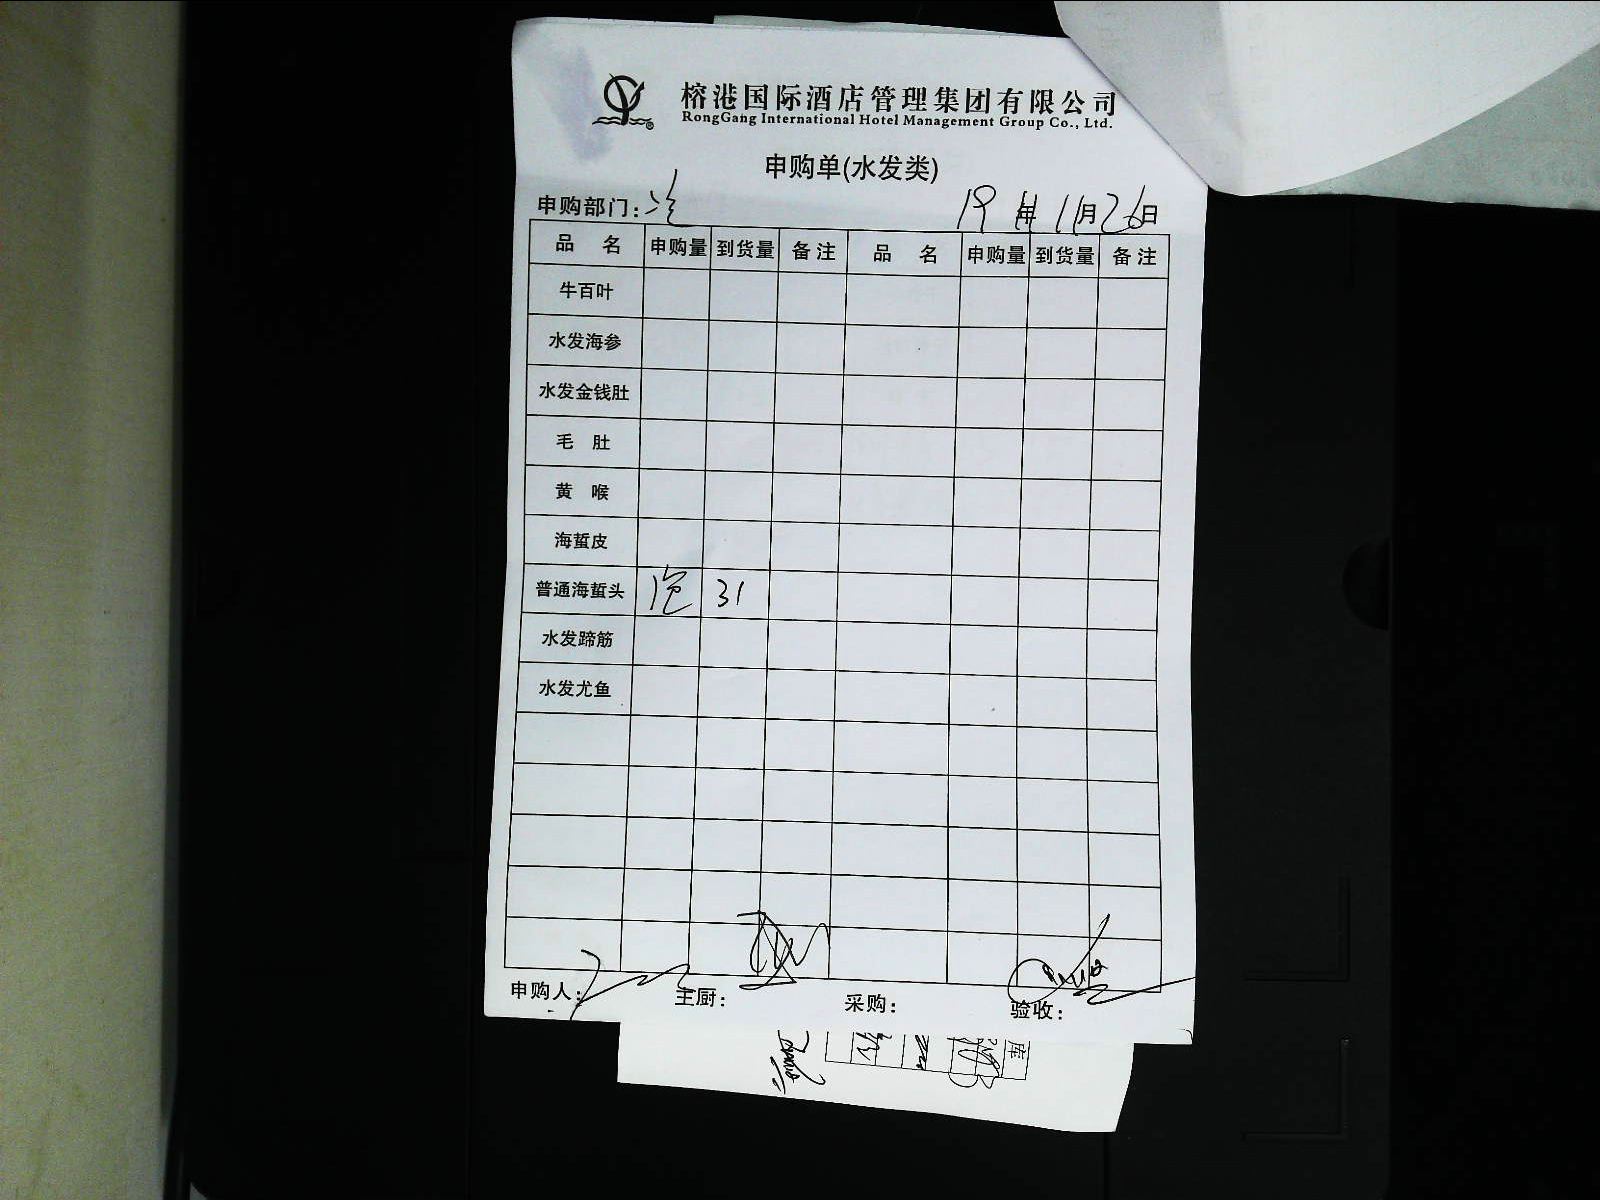 榕港国际酒店管理集团有限公司
RongGang International Hotel Management Group Co., Ltd.
申购单(水发类)
申购部门: 19年11月26日
品名 申购量 到货量 备注 品名 申购量 到货量 备注
牛百叶
水发海参
水发金钱肚
毛肚
黄喉
海蜇皮
普通海蜇头 31
水发蹄筋
水发尤鱼
申购人: 主厨: 采购: 验收:
库